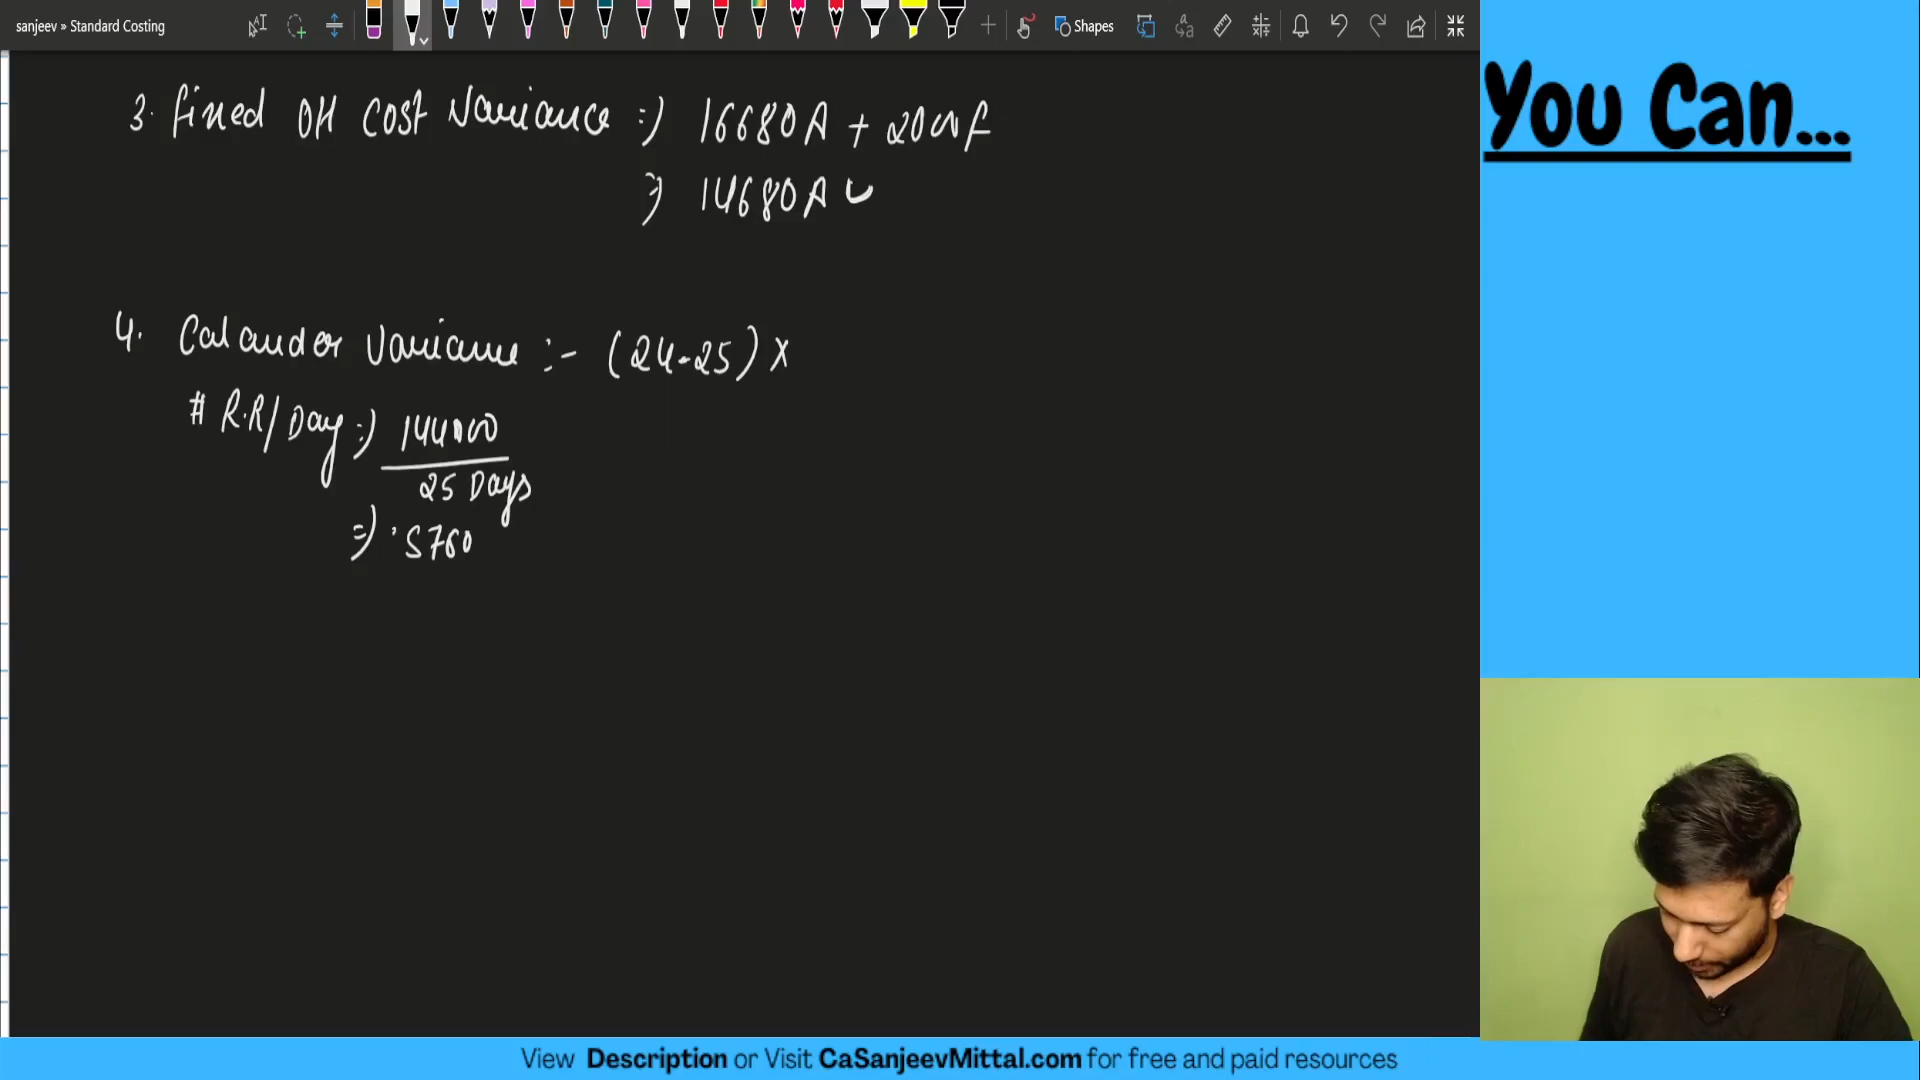 sanjeev » Standard Costing
Shapes
You Can...
3. fixed OH Cost Variance :) 16680A + 2000f
=) 14680A
4. Calandor Variance :- (24-25) X
# R.R/Day :) 144000
25 Days
=) 5760
View Description or Visit CaSanjeevMittal.com for free and paid resources